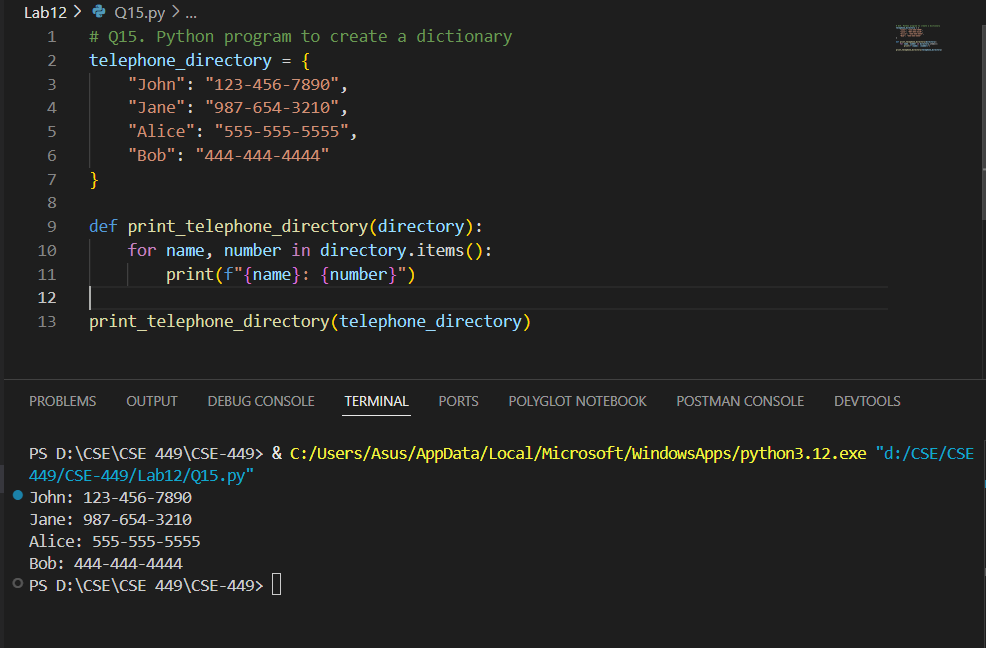 Lab12 > Q15.py > ...
1 # Q15. Python program to create a dictionary
2 telephone_directory = {
3     "John": "123-456-7890",
4     "Jane": "987-654-3210",
5     "Alice": "555-555-5555",
6     "Bob": "444-444-4444"
7 }
8
9 def print_telephone_directory(directory):
10     for name, number in directory.items():
11         print(f"{name}: {number}")
12
13 print_telephone_directory(telephone_directory)
PROBLEMS OUTPUT DEBUG CONSOLE TERMINAL PORTS POLYGLOT NOTEBOOK POSTMAN CONSOLE DEVTOOLS
PS D:\CSE\CSE 449\CSE-449> & C:/Users/Asus/AppData/Local/Microsoft/WindowsApps/python3.12.exe "d:/CSE/CSE
449/CSE-449/Lab12/Q15.py"
John: 123-456-7890
Jane: 987-654-3210
Alice: 555-555-5555
Bob: 444-444-4444
PS D:\CSE\CSE 449\CSE-449>